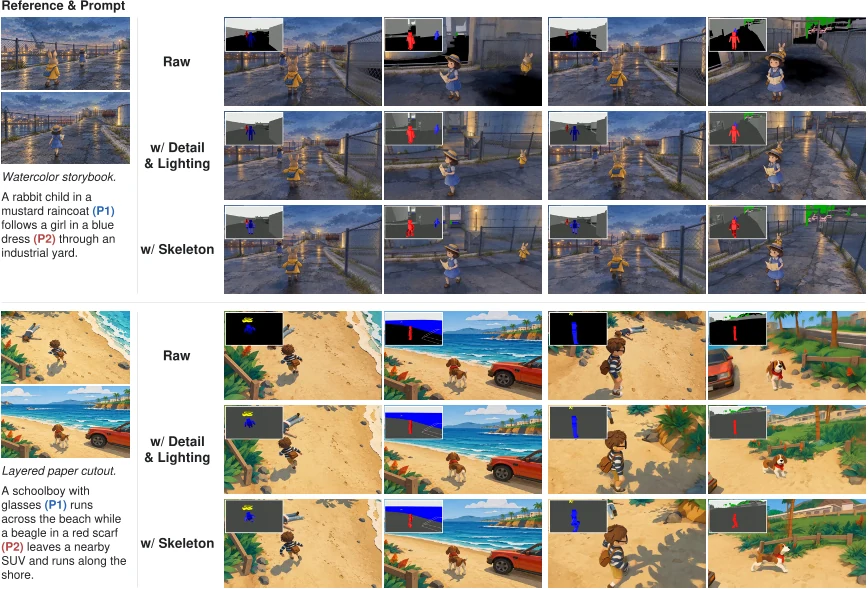 Reference & Prompt
Raw
w/ Detail
& Lighting
w/ Skeleton
Watercolor storybook.
A rabbit child in a
mustard raincoat (P1)
follows a girl in a blue
dress (P2) through an
industrial yard.
Raw
w/ Detail
& Lighting
w/ Skeleton
Layered paper cutout.
A schoolboy with
glasses (P1) runs
across the beach while
a beagle in a red scarf
(P2) leaves a nearby
SUV and runs along the
shore.